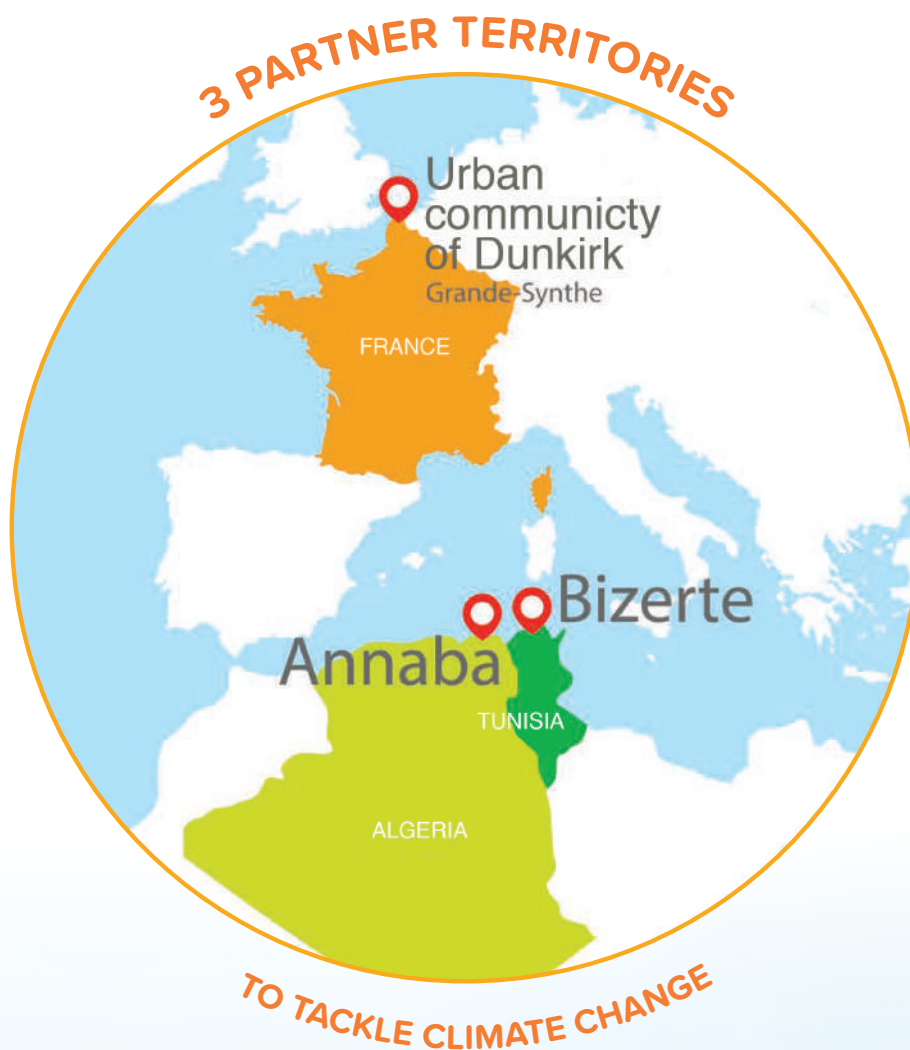 3 PARTNER TERRITORIES
Urban
communicty
of Dunkirk
Grande-Synthe
FRANCE
Bizerte
Annaba
TUNISIA
ALGERIA
TO TACKLE CLIMATE CHANGE